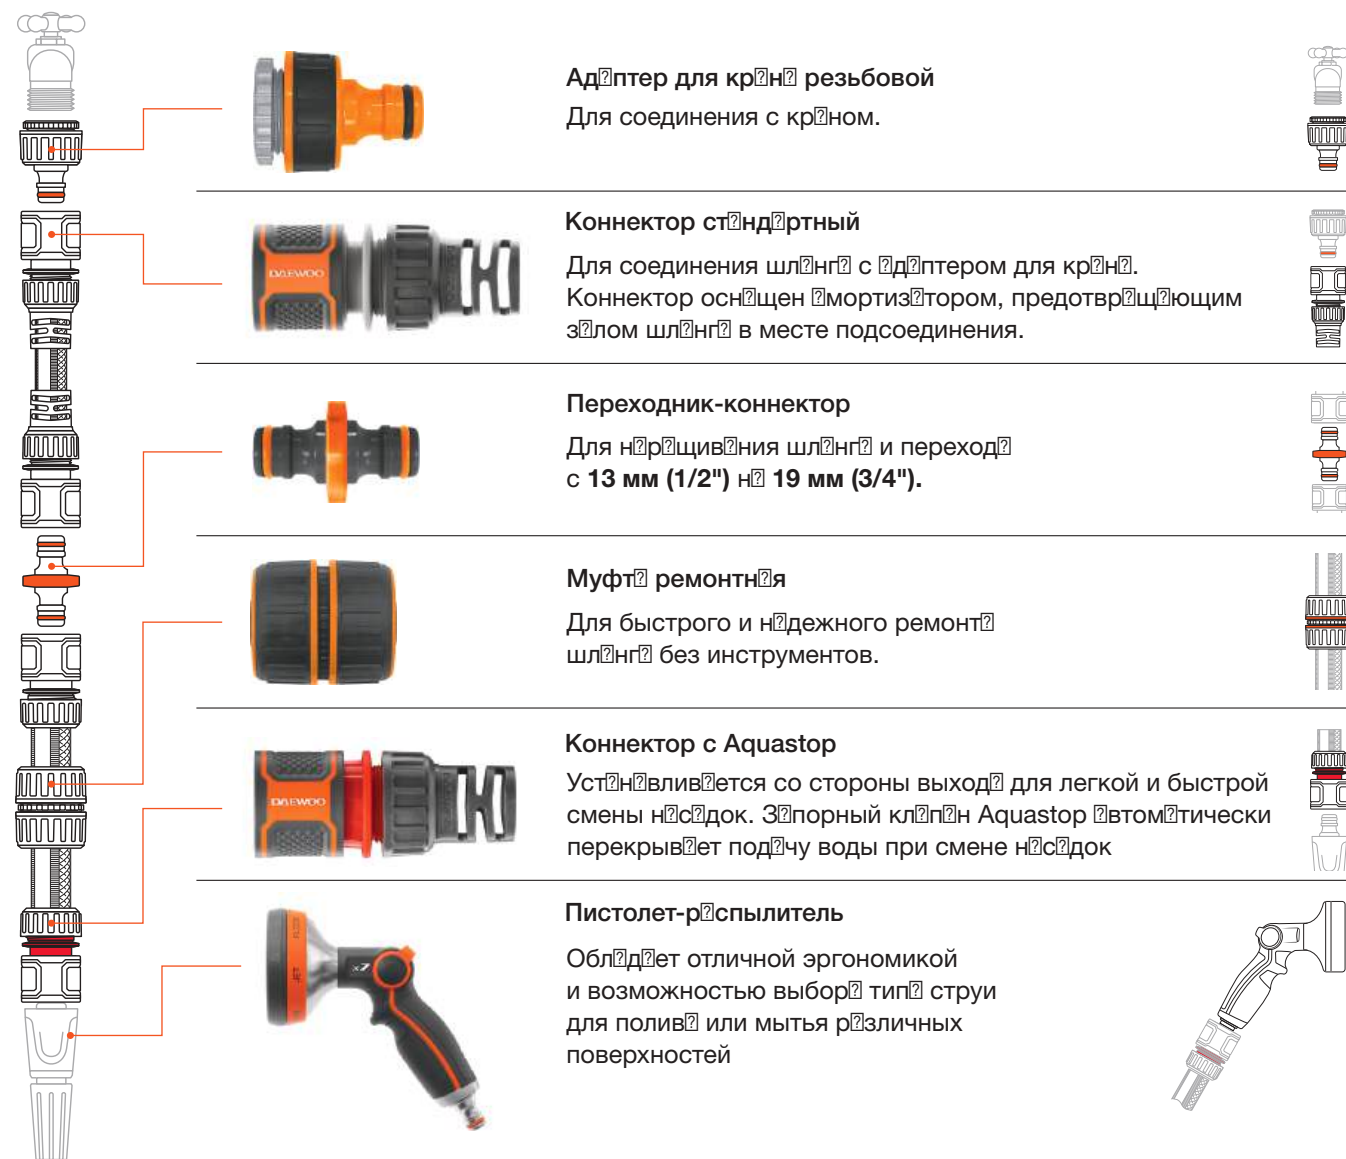 Ад⍰птер для кр⍰н⍰ резьбовой
Для соединения с кр⍰ном.
DAEWOO
Коннектор ст⍰нд⍰ртный
Для соединения шл⍰нг⍰ с ⍰д⍰птером для кр⍰н⍰.
Коннектор осн⍰щен ⍰мортиз⍰тором, предотвр⍰щ⍰ющим
з⍰лом шл⍰нг⍰ в месте подсоединения.
Переходник-коннектор
Для н⍰р⍰щив⍰ния шл⍰нг⍰ и переход⍰
с 13 мм (1/2") н⍰ 19 мм (3/4").
Муфт⍰ ремонтн⍰я
Для быстрого и н⍰дежного ремонт⍰
шл⍰нг⍰ без инструментов.
DAEWOO
Коннектор с Aquastop
Уст⍰н⍰влив⍰ется со стороны выход⍰ для легкой и быстрой
смены н⍰с⍰док. З⍰порный кл⍰п⍰н Aquastop ⍰втом⍰тически
перекрыв⍰ет под⍰чу воды при смене н⍰с⍰док
JET
x7
Пистолет-р⍰спылитель
Обл⍰д⍰ет отличной эргономикой
и возможностью выбор⍰ тип⍰ струи
для полив⍰ или мытья р⍰зличных
поверхностей